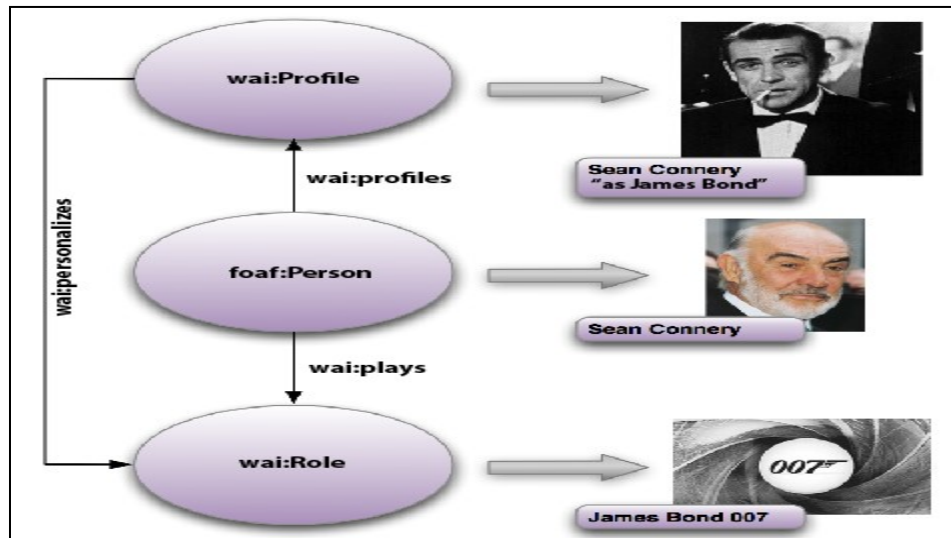 wai:Profile
wai:profiles
Sean Connery
"as James Bond"
wai:personalizes
foaf:Person
Sean Connery
wai:plays
wai:Role
007
James Bond 007